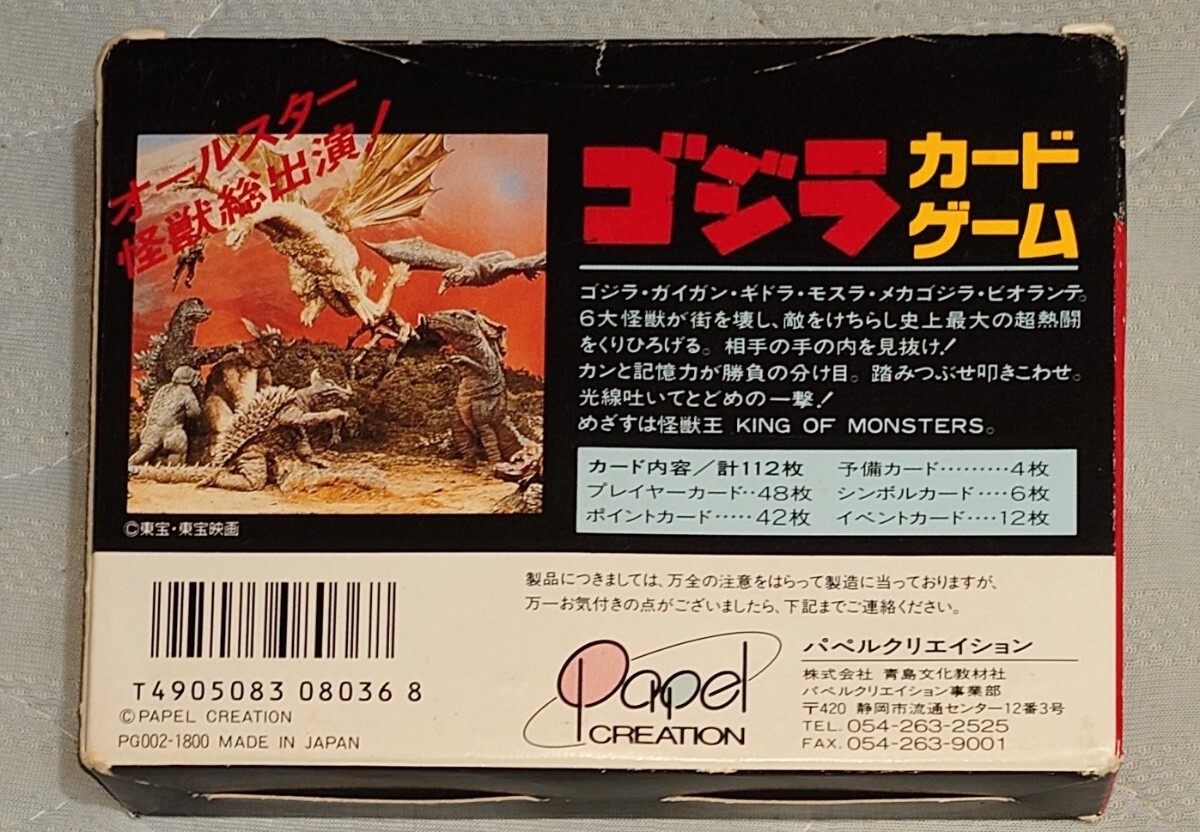 オールスター
怪獣総出演!
ゴジラ
カード
ゲーム
ゴジラ・ガイガン・ギドラ・モスラ・メカゴジラ・ビオランテ。
6大怪獣が街を壊し、敵をけちらし史上最大の超熱闘
をくりひろげる。相手の手の内を見抜け!
カンと記憶力が勝負の分け目。踏みつぶせ叩きこわせ。
光線吐いてとどめの一撃!
めざすは怪獣王 KING OF MONSTERS。
カード内容/計112枚 予備カード………4枚
プレイヤーカード‥48枚 シンボルカード‥‥6枚
ポイントカード‥‥‥42枚 イベントカード‥‥12枚
©東宝・東宝映画
製品につきましては、万全の注意をはらって製造に当っておりますが、
万一お気付きの点がございましたら、下記までご連絡ください。
T4905083 08036 8
©PAPEL CREATION
PG002-1800 MADE IN JAPAN
Papel
CREATION
パペルクリエイション
株式会社 青島文化教材社
パペルクリエイション事業部
〒420 静岡市流通センター12番3号
TEL. 054-263-2525
FAX. 054-263-9001